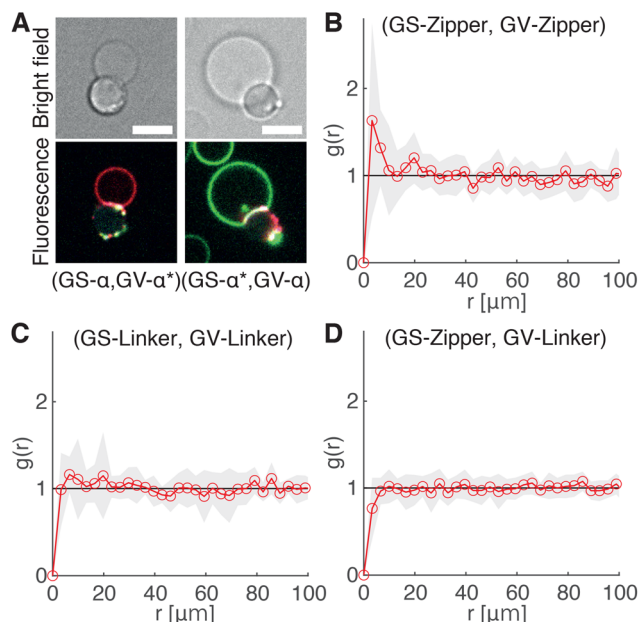 A
Bright field
Fluorescence
(GS-α,GV-α*) (GS-α*,GV-α)
B
(GS-Zipper, GV-Zipper)
g(r)
2
1
0
0 20 40 60 80 100
r [μm]
C
(GS-Linker, GV-Linker)
g(r)
2
1
0
0 20 40 60 80 100
r [μm]
D
(GS-Zipper, GV-Linker)
g(r)
2
1
0
0 20 40 60 80 100
r [μm]